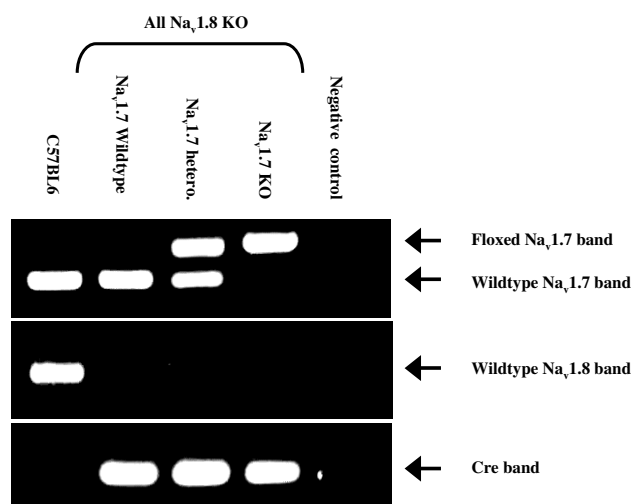 All Naᵥ1.8 KO
C57BL6
Naᵥ1.7 Wildtype
Naᵥ1.7 hetero.
Naᵥ1.7 KO
Negative control
Floxed Naᵥ1.7 band
Wildtype Naᵥ1.7 band
Wildtype Naᵥ1.8 band
Cre band